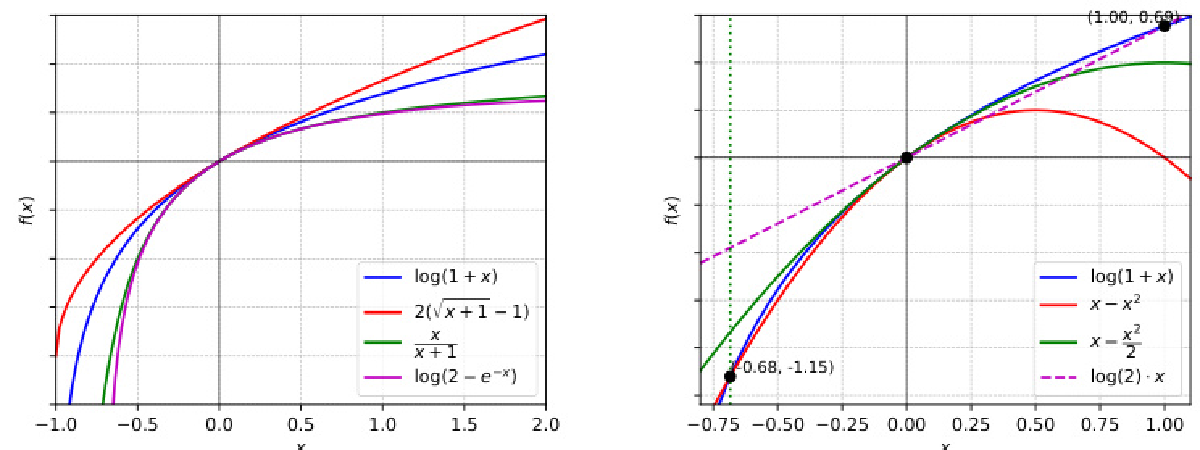 f(x)
log(1 + x)
2(√x + 1 − 1)
x
x + 1
log(2 − e⁻ˣ)
−1.0 −0.5 0.0 0.5 1.0 1.5 2.0
(1.00, 0.69)
f(x)
log(1 + x)
x − x²
x − x²/2
log(2) · x
-0.68, -1.15)
−0.75 −0.50 −0.25 0.00 0.25 0.50 0.75 1.00